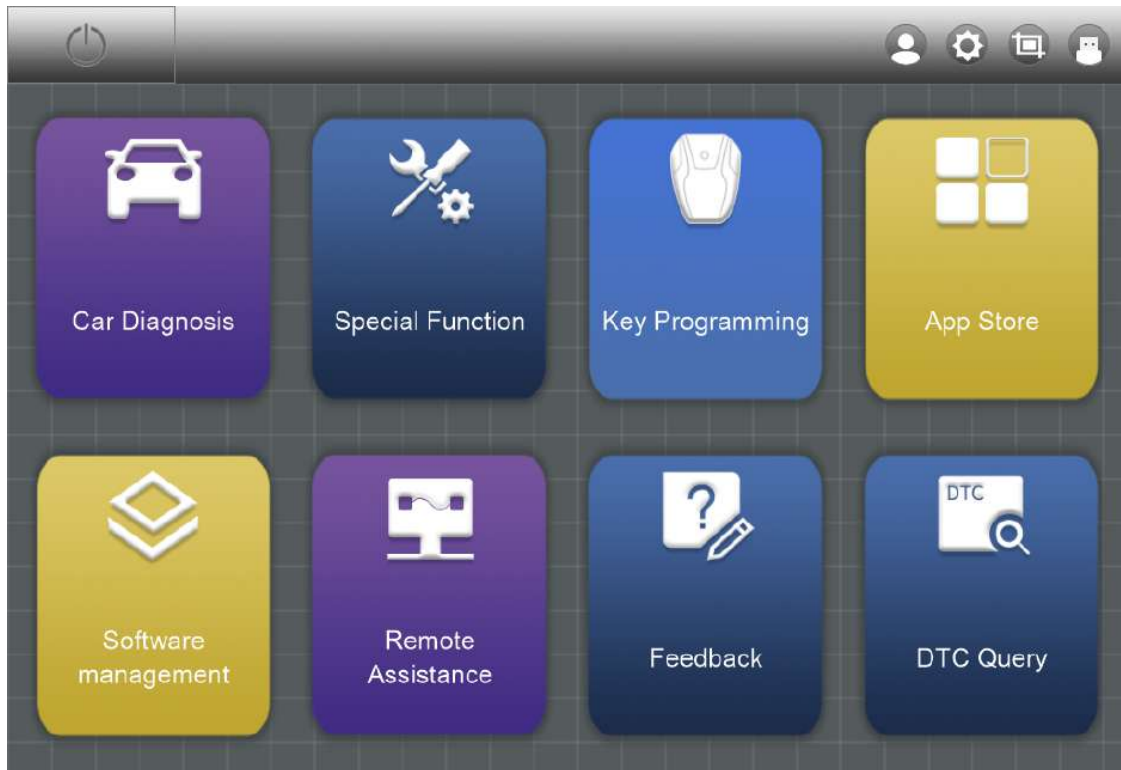 Car Diagnosis
Special Function
Key Programming
App Store
Software
management
Remote
Assistance
Feedback
DTC
DTC Query